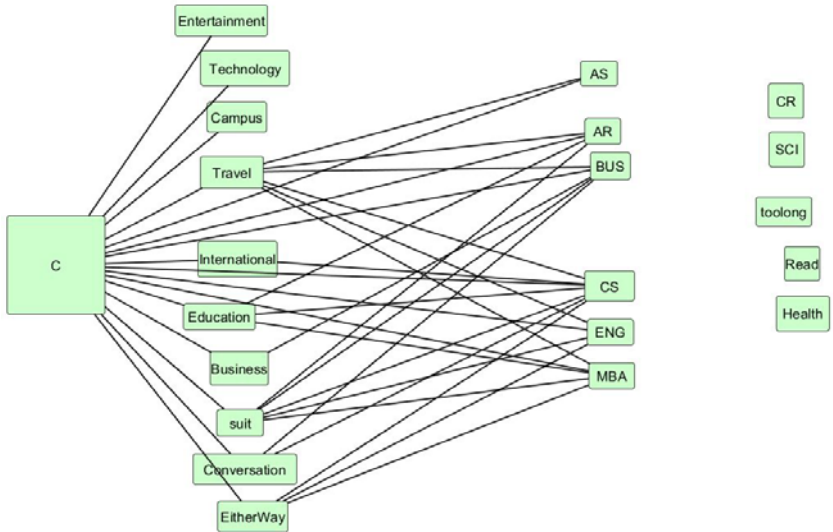 Entertainment
Technology
Campus
Travel
International
Education
Business
suit
Conversation
EitherWay
C
AS
AR
BUS
CS
ENG
MBA
CR
SCI
toolong
Read
Health